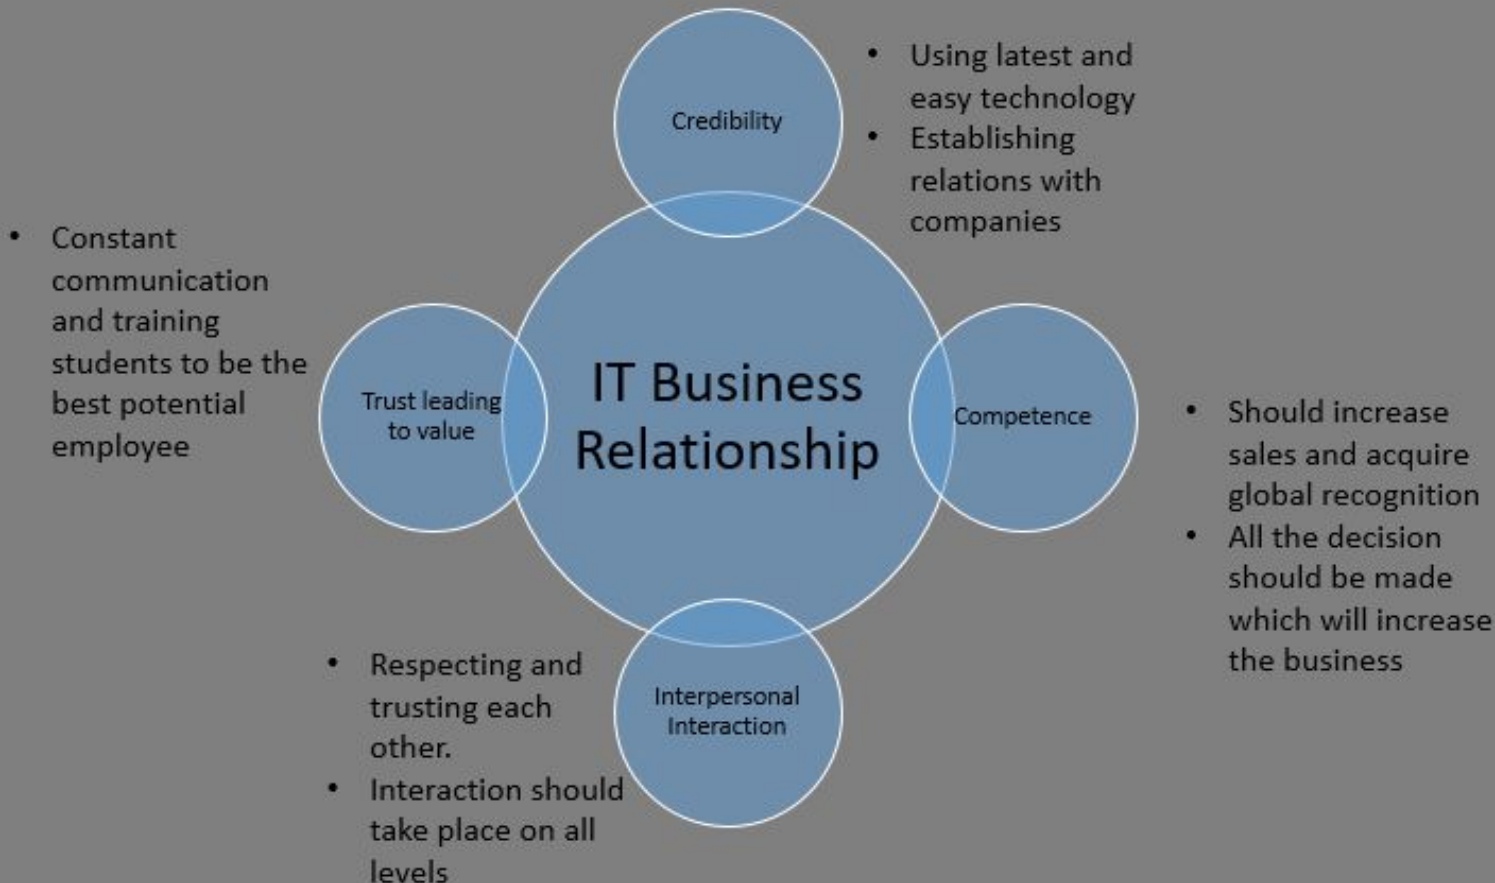 Credibility
• Using latest and
easy technology
• Establishing
relations with
companies
• Constant
communication
and training
students to be the
best potential
employee
Trust leading
to value
IT Business
Relationship
Competence
• Should increase
sales and acquire
global recognition
• All the decision
should be made
which will increase
the business
• Respecting and
trusting each
other.
• Interaction should
take place on all
levels
Interpersonal
Interaction